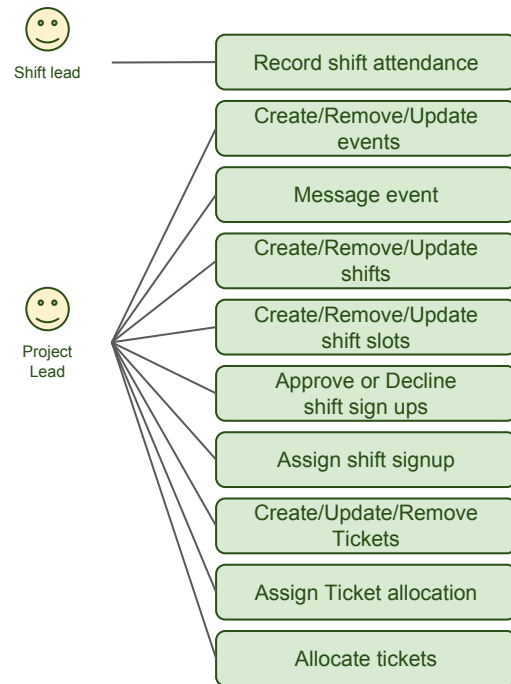 Shift lead
Record shift attendance
Create/Remove/Update
events
Message event
Create/Remove/Update
shifts
Project
Lead
Create/Remove/Update
shift slots
Approve or Decline
shift sign ups
Assign shift signup
Create/Update/Remove
Tickets
Assign Ticket allocation
Allocate tickets